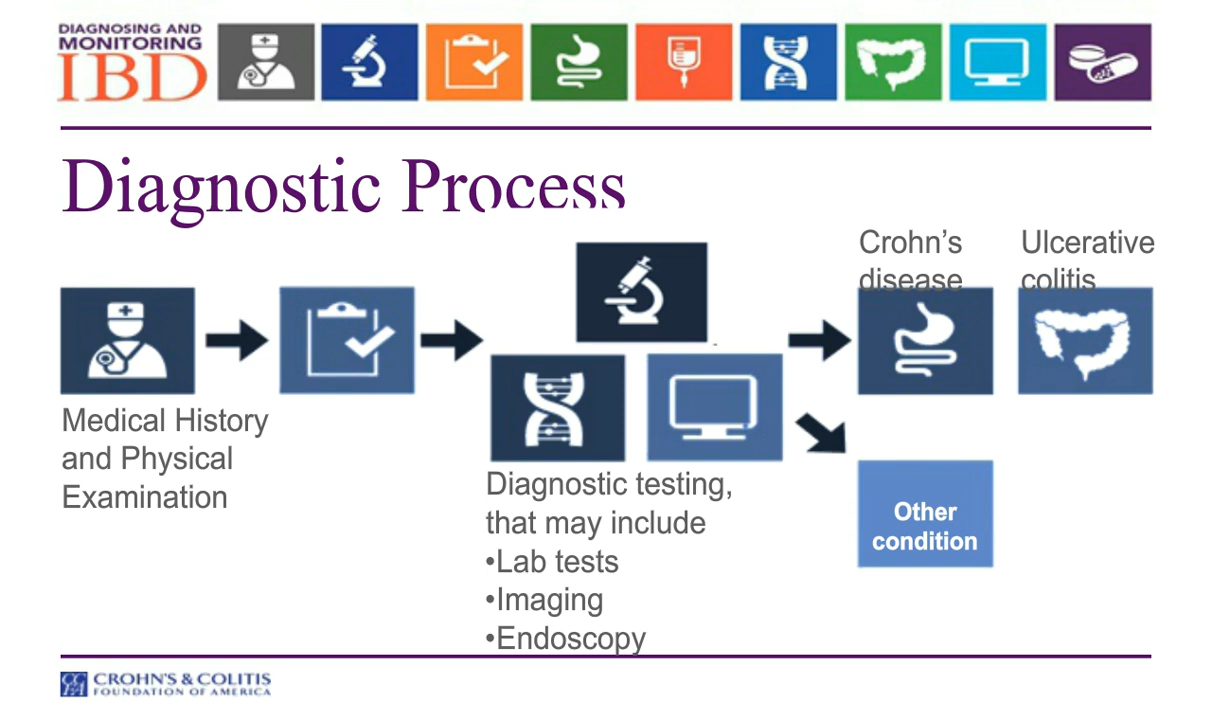 DIAGNOSING AND
MONITORING
IBD
Diagnostic Process
Crohn's
disease
Ulcerative
colitis
Medical History
and Physical
Examination
Diagnostic testing,
that may include
•Lab tests
•Imaging
•Endoscopy
Other
condition
CROHN'S & COLITIS
FOUNDATION OF AMERICA